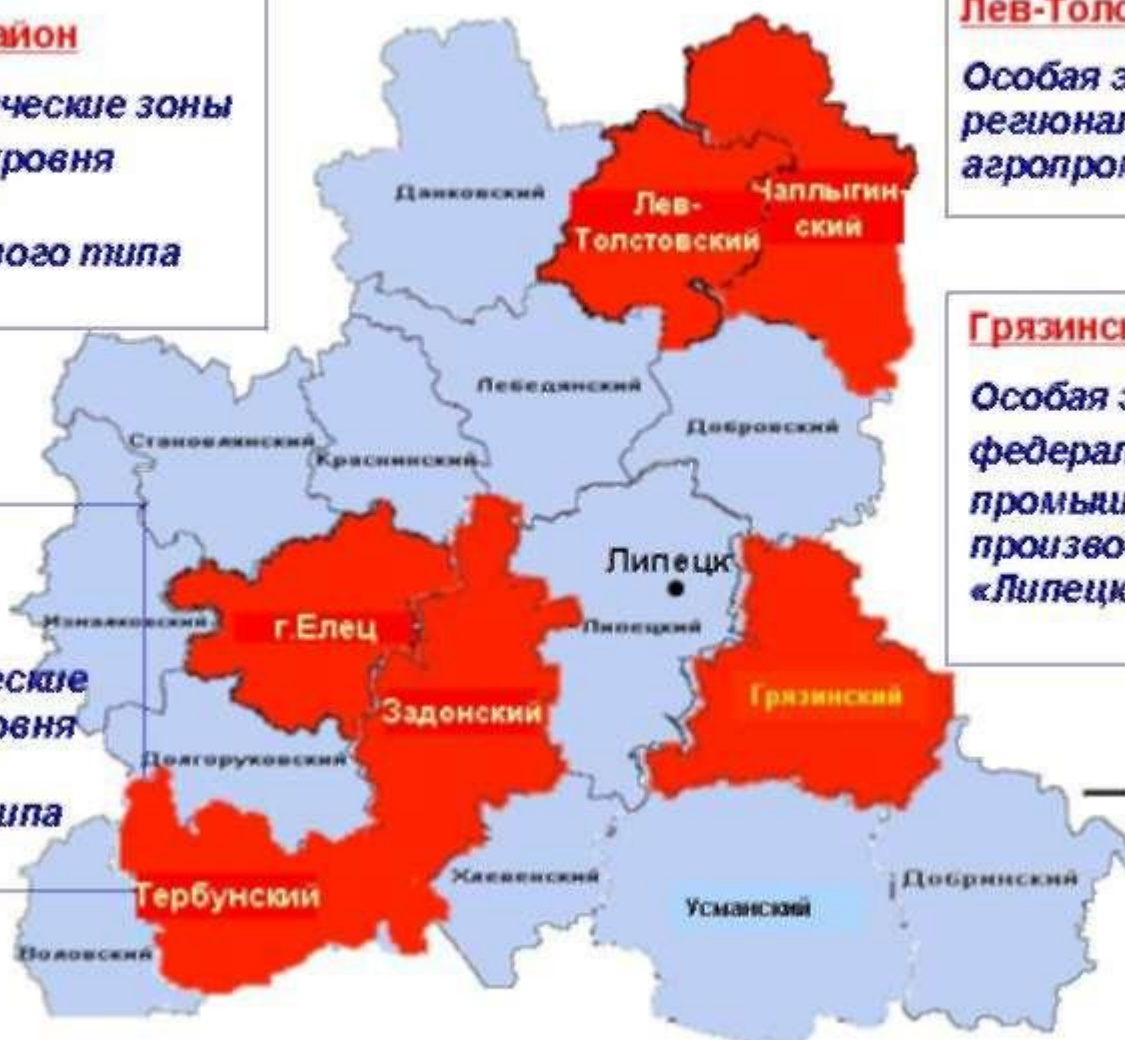 айон
ческие зоны
ровня
вого типа
Лев-Толс
Особая э
региона
агропро
Данковский
Лев-
Толстовский
Чаплыгин-
ский
Грязинс
Особая
федера
промыш
произво
«Липецк
Лебедянский
Добровский
Становлянский
Краснинский
Липецк
Липецкий
Измалковский
г.Елец
Задонский
Грязинский
еские
овня
ипа
Долгоруковский
Тербунский
Хлевенский
Усманский
Добринский
Воловский